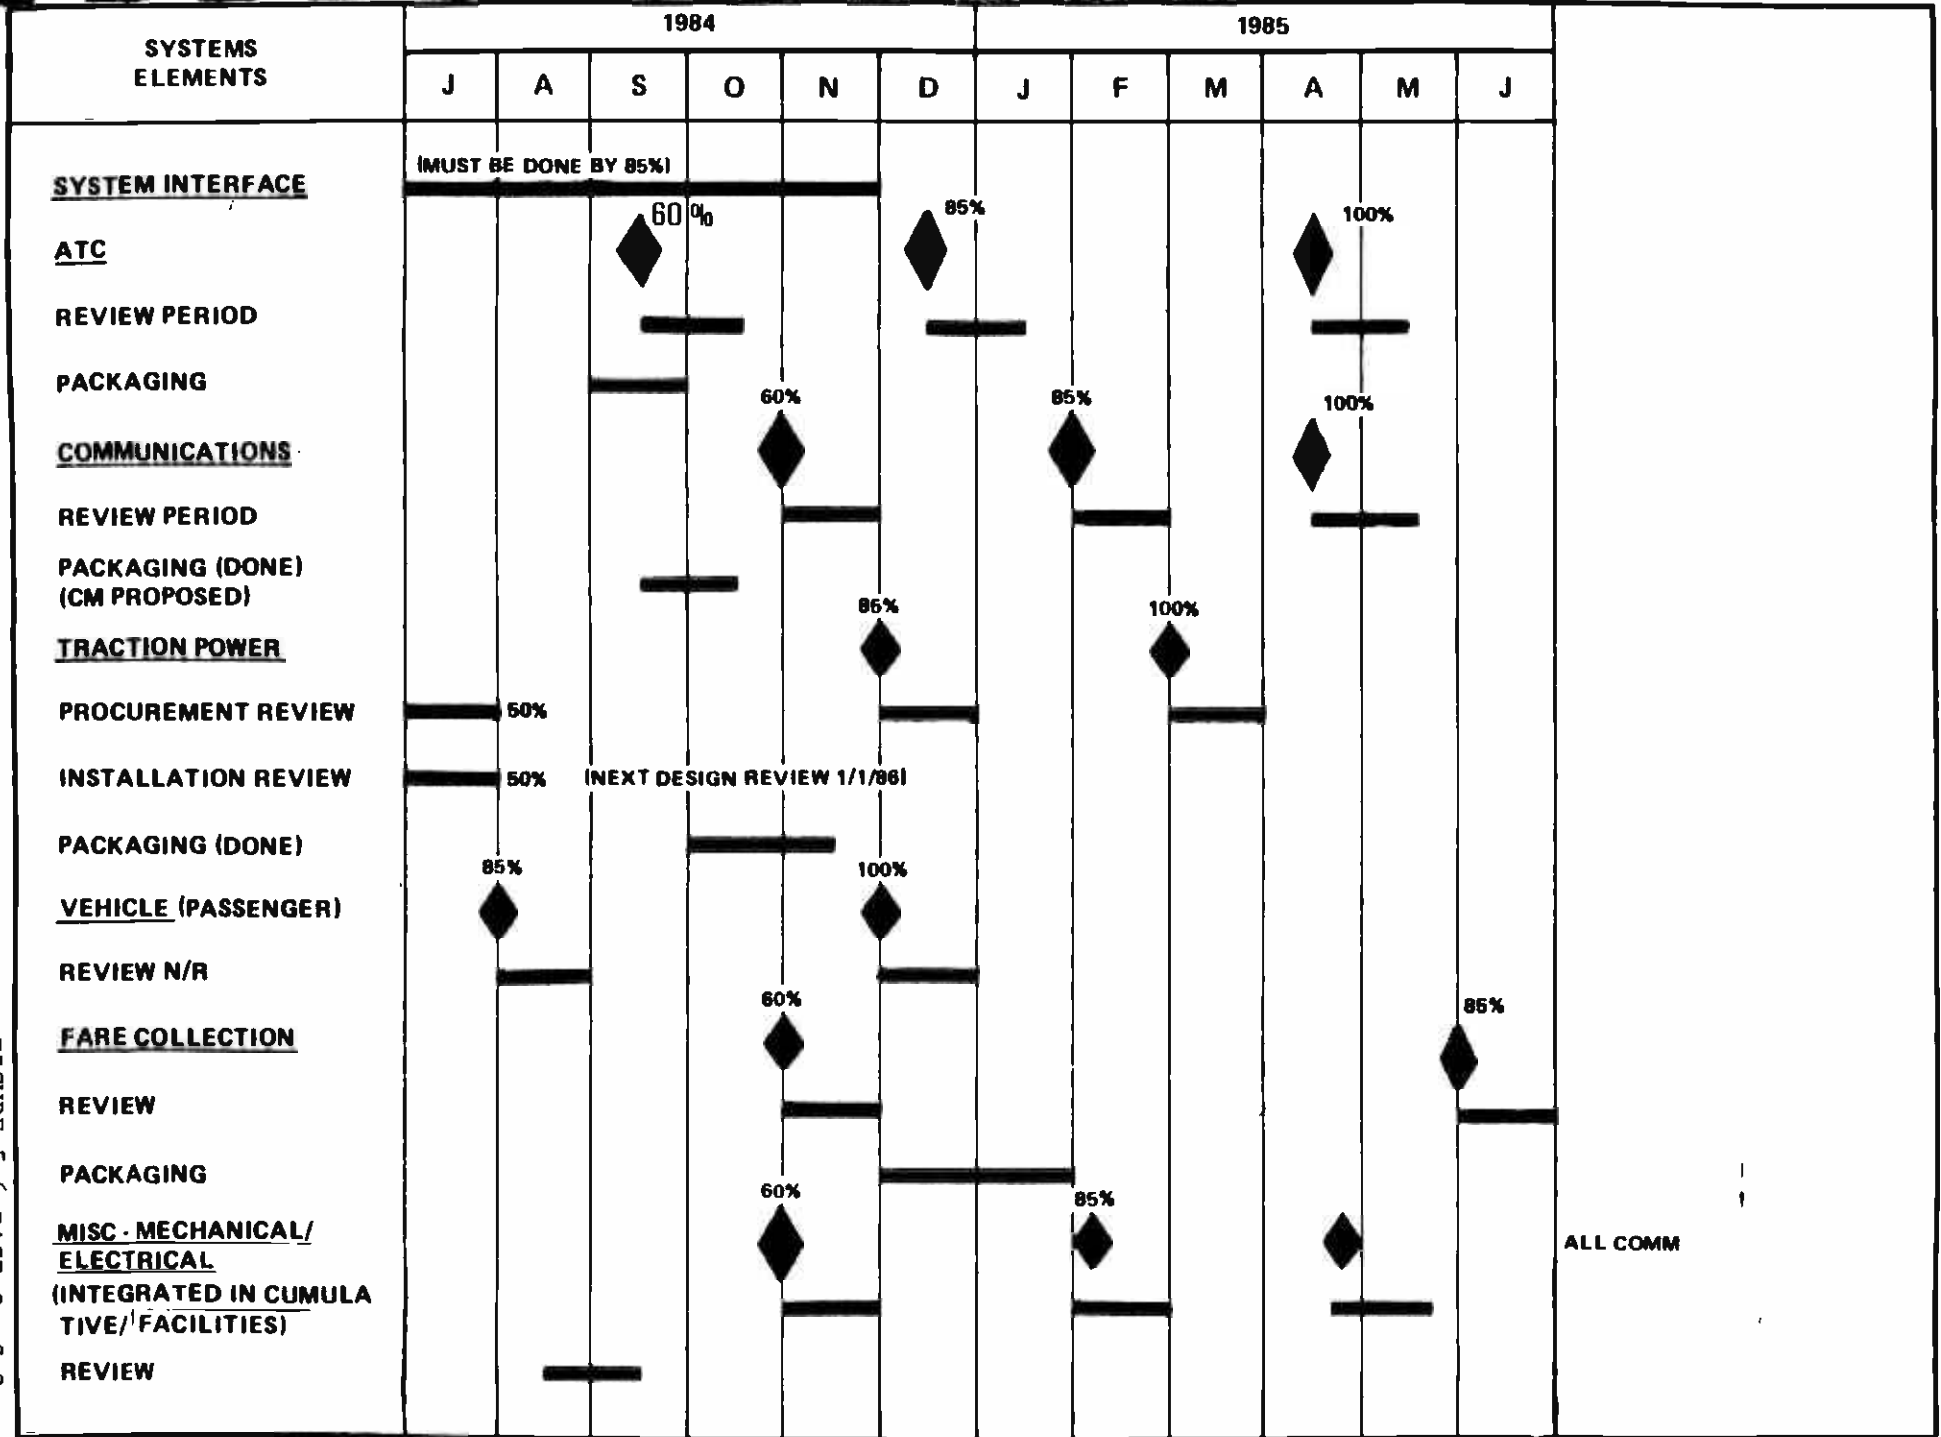 1984
1985
SYSTEMS
ELEMENTS
J A S O N D J F M A M J
(MUST BE DONE BY 85%)
SYSTEM INTERFACE
60% 85% 100%
ATC
REVIEW PERIOD
PACKAGING
60% 85% 100%
COMMUNICATIONS
REVIEW PERIOD
PACKAGING (DONE)
(CM PROPOSED)
85% 100%
TRACTION POWER
PROCUREMENT REVIEW 50%
INSTALLATION REVIEW 50% (NEXT DESIGN REVIEW 1/1/86)
PACKAGING (DONE)
85% 100%
VEHICLE (PASSENGER)
REVIEW N/R
60% 85%
FARE COLLECTION
REVIEW
PACKAGING
60% 85%
MISC - MECHANICAL/
ELECTRICAL
ALL COMM
(INTEGRATED IN CUMULA
TIVE/ FACILITIES)
REVIEW